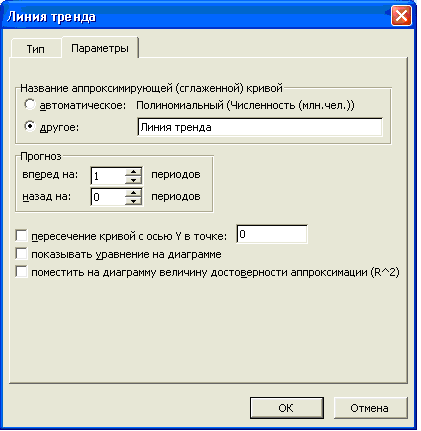 Линия тренда
Тип Параметры
Название аппроксимирующей (сглаженной) кривой
автоматическое: Полиномиальный (Численность (млн.чел.))
другое: Линия тренда
Прогноз
вперед на: 1 периодов
назад на: 0 периодов
пересечение кривой с осью Y в точке: 0
показывать уравнение на диаграмме
поместить на диаграмму величину достоверности аппроксимации (R^2)
ОК Отмена